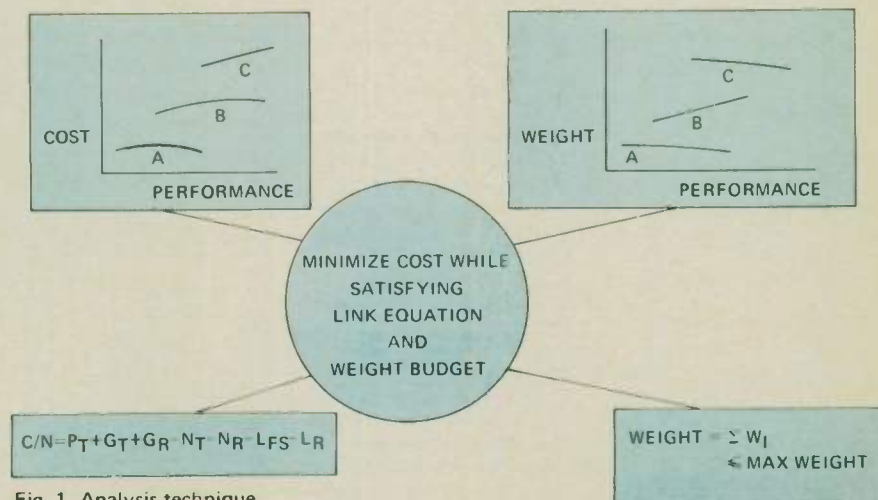 C
B
A
COST
PERFORMANCE
C
B
A
WEIGHT
PERFORMANCE
MINIMIZE COST WHILE
SATISFYING
LINK EQUATION
AND
WEIGHT BUDGET
C/N=PT+GT+GR-NT-NR-LFS-LR
WEIGHT = Σ WI
≤ MAX WEIGHT
Fig. 1 Analysis technique